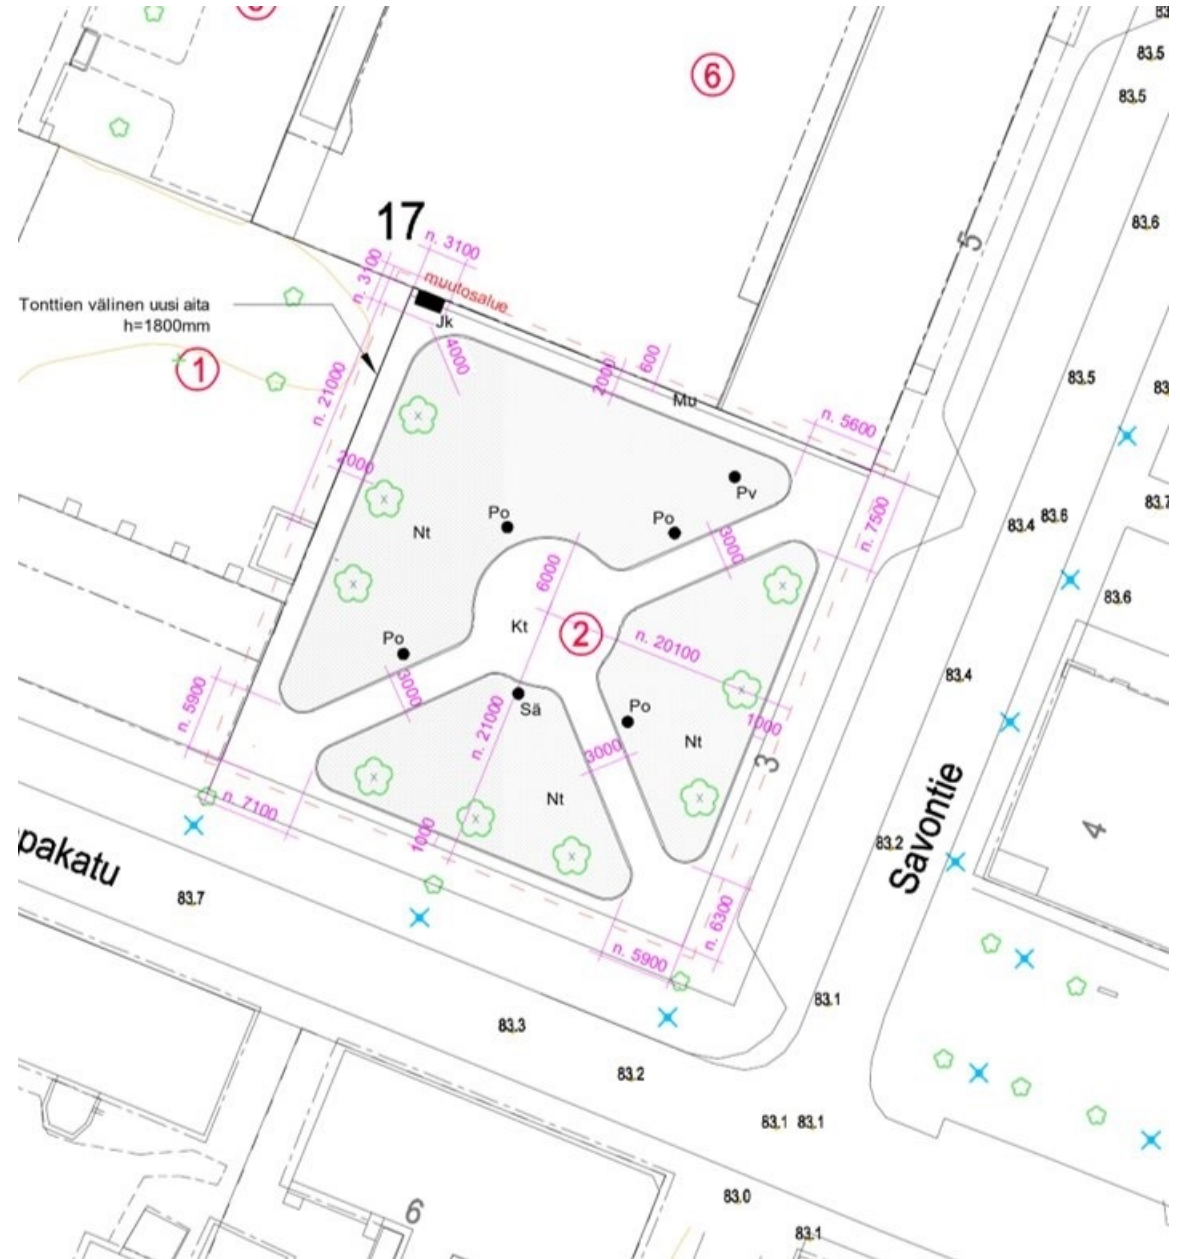 83.5
83.5
6
17
n. 3100
n. 3100
muutosalue
83.6
5
Tonttien välinen uusi aita
h=1800mm
Jk
4000
1
n. 21000
2000
600
Mu
83.5
n. 5600
2000
Pv
n. 7500
83.4
83.6
83.7
Po
Po
Nt
3000
6000
83.6
Kt
2
n. 20100
Po
83.4
3000
n. 5900
Sä
Po
n. 21000
1000
3000
Nt
3
Nt
n. 7100
1000
Savontie
4
83.2
pakatu
83.7
n. 6300
n. 5900
83.1
83.3
83.2
83.1
83.1
83.0
6
83.1